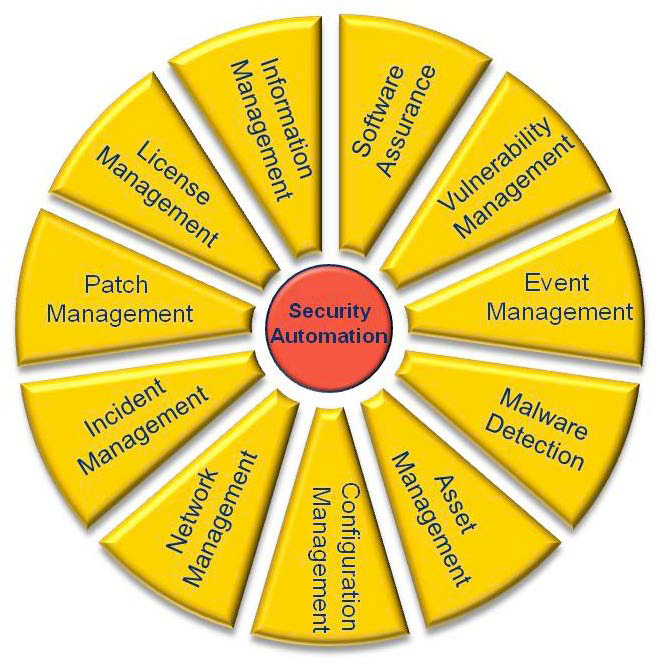 Security
Automation
Software
Assurance
Vulnerability
Management
Event
Management
Malware
Detection
Asset
Management
Configuration
Management
Network
Management
Incident
Management
Patch
Management
License
Management
Information
Management